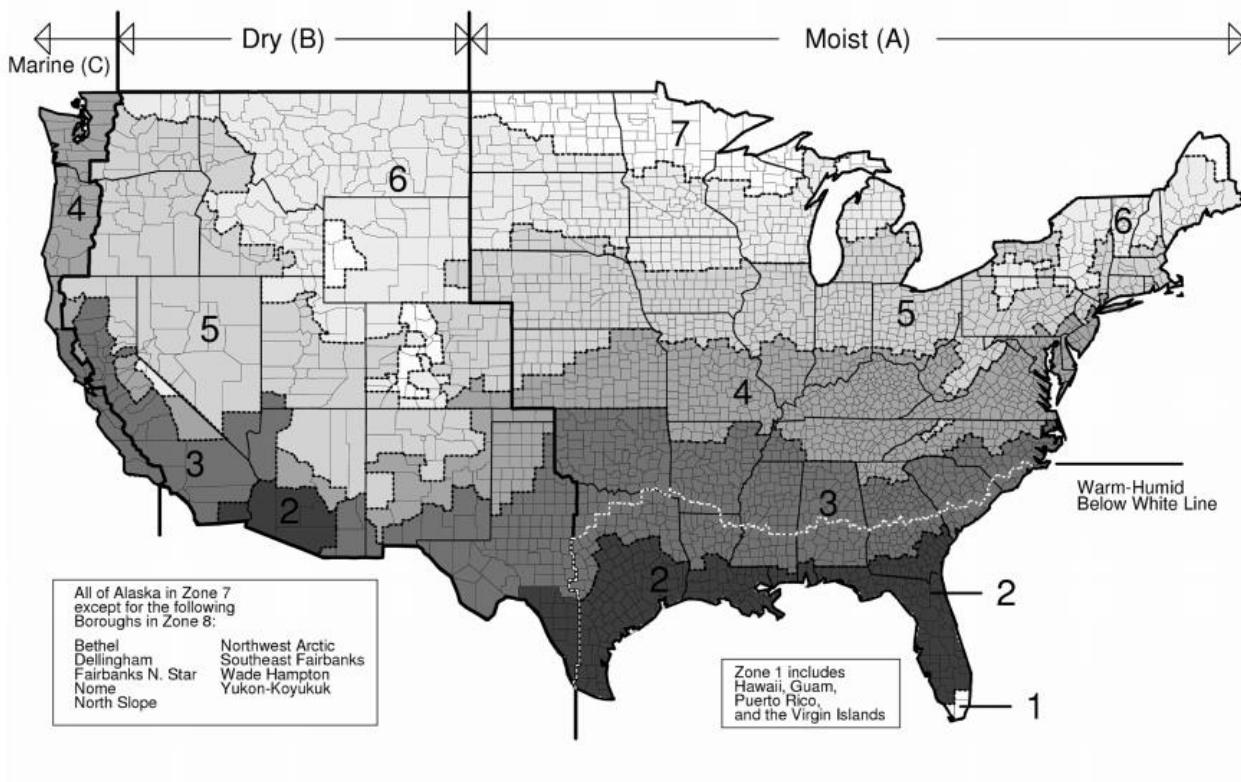 Dry (B)
Moist (A)
Marine (C)
7
6
4
6
5
5
4
3
3
2
2
2
1
Warm-Humid
Below White Line
All of Alaska in Zone 7
except for the following
Boroughs in Zone 8:
Bethel
Dellingham
Fairbanks N. Star
Nome
North Slope
Northwest Arctic
Southeast Fairbanks
Wade Hampton
Yukon-Koyukuk
Zone 1 includes
Hawaii, Guam,
Puerto Rico,
and the Virgin Islands